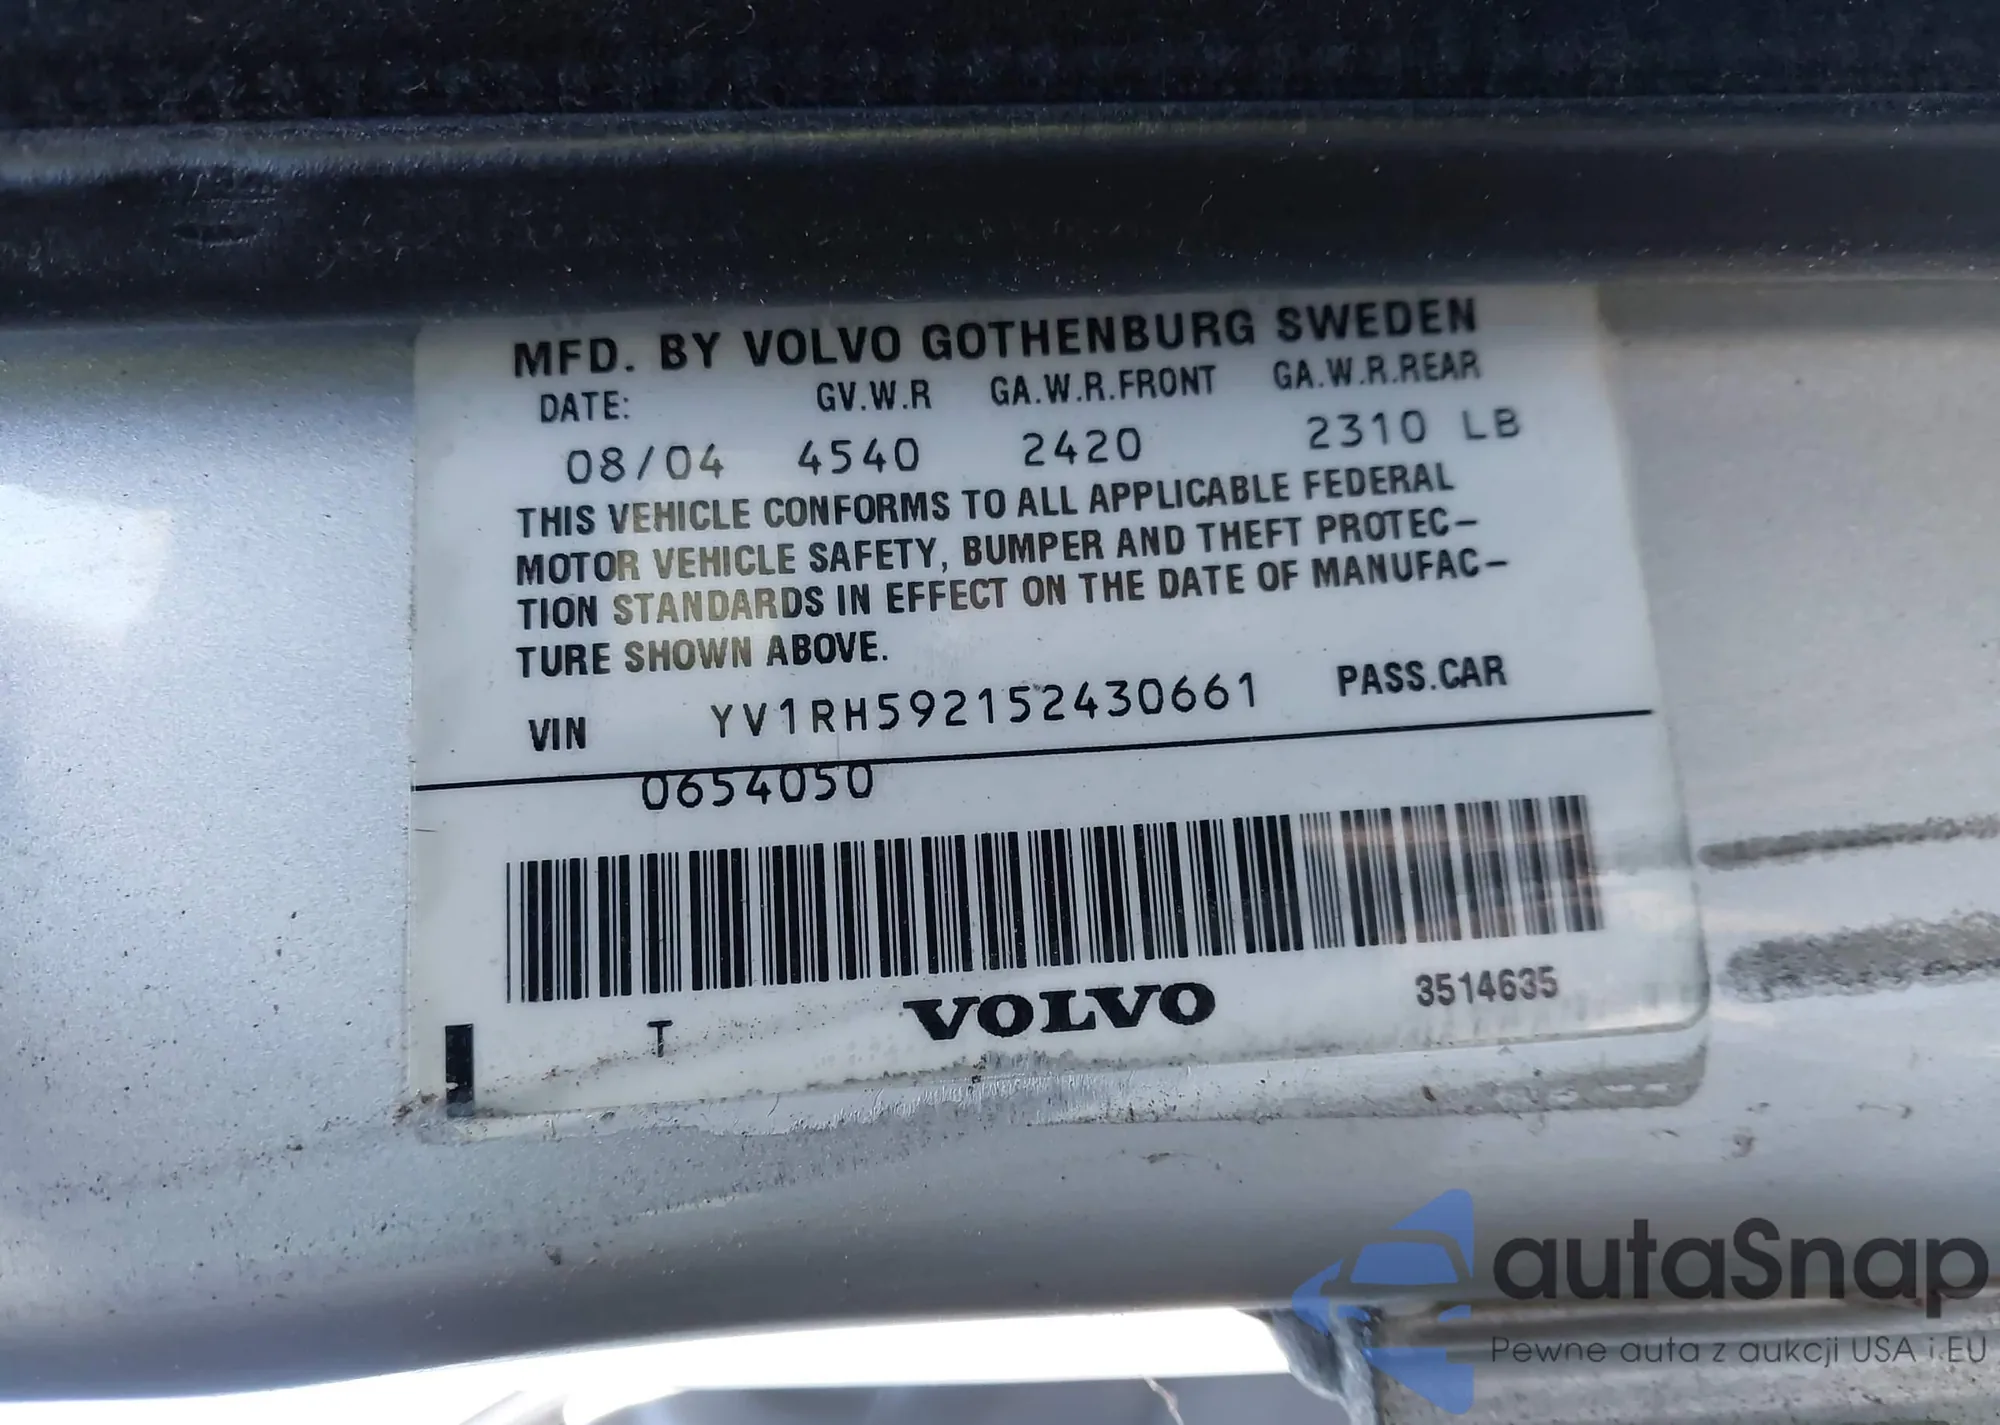 MFD. BY VOLVO GOTHENBURG SWEDEN
DATE: GV.W.R GA.W.R.FRONT GA.W.R.REAR
08/04 4540 2420 2310 LB
THIS VEHICLE CONFORMS TO ALL APPLICABLE FEDERAL
MOTOR VEHICLE SAFETY, BUMPER AND THEFT PROTEC-
TION STANDARDS IN EFFECT ON THE DATE OF MANUFAC-
TURE SHOWN ABOVE.
VIN YV1RH592152430661 PASS.CAR
0654050
T VOLVO 3514635
autaSnap
Pewne auta z aukcji USA i EU